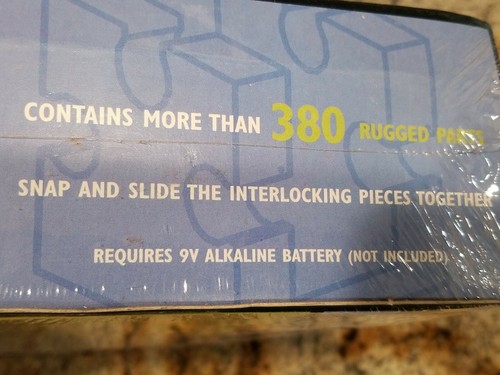 CONTAINS MORE THAN 380 RUGGED PARTS
SNAP AND SLIDE THE INTERLOCKING PIECES TOGETHER
REQUIRES 9V ALKALINE BATTERY (NOT INCLUDED)